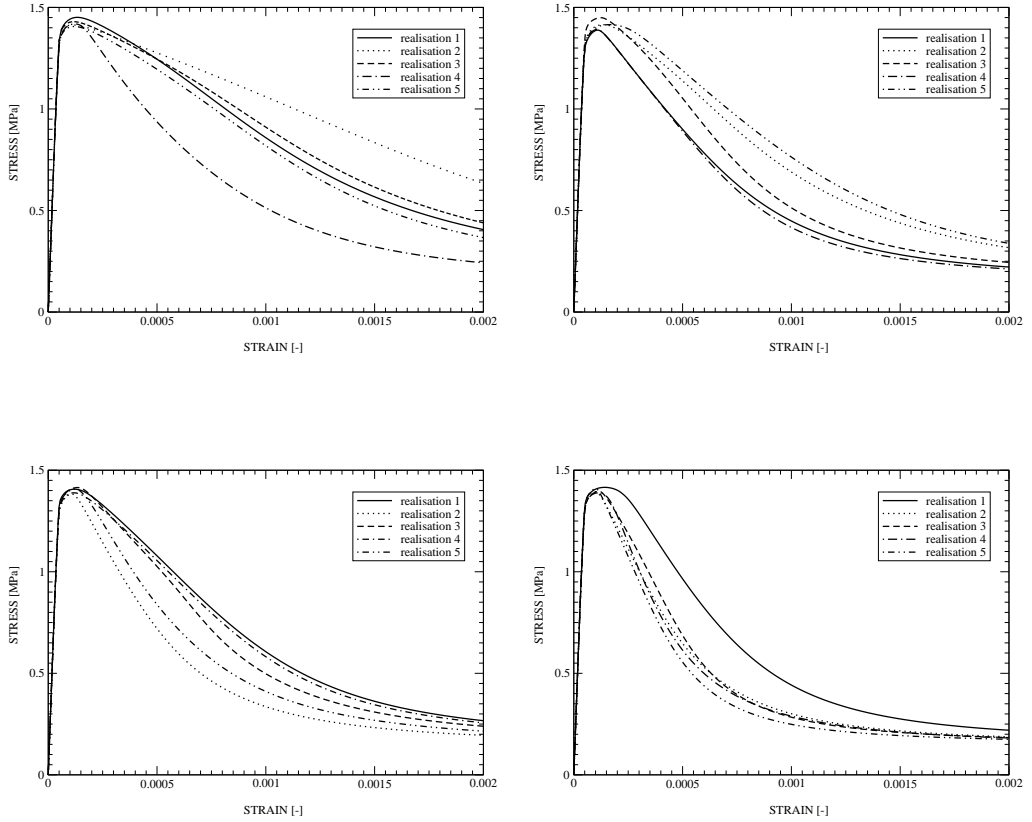 1.5
1
0.5
0
STRESS [MPa]
realisation 1
realisation 2
realisation 3
realisation 4
realisation 5
0
0.0005
0.001
0.0015
0.002
STRAIN [-]
1.5
1
0.5
0
STRESS [MPa]
realisation 1
realisation 2
realisation 3
realisation 4
realisation 5
0
0.0005
0.001
0.0015
0.002
STRAIN [-]
1.5
1
0.5
0
STRESS [MPa]
realisation 1
realisation 2
realisation 3
realisation 4
realisation 5
0
0.0005
0.001
0.0015
0.002
STRAIN [-]
1.5
1
0.5
0
STRESS [MPa]
realisation 1
realisation 2
realisation 3
realisation 4
realisation 5
0
0.0005
0.001
0.0015
0.002
STRAIN [-]